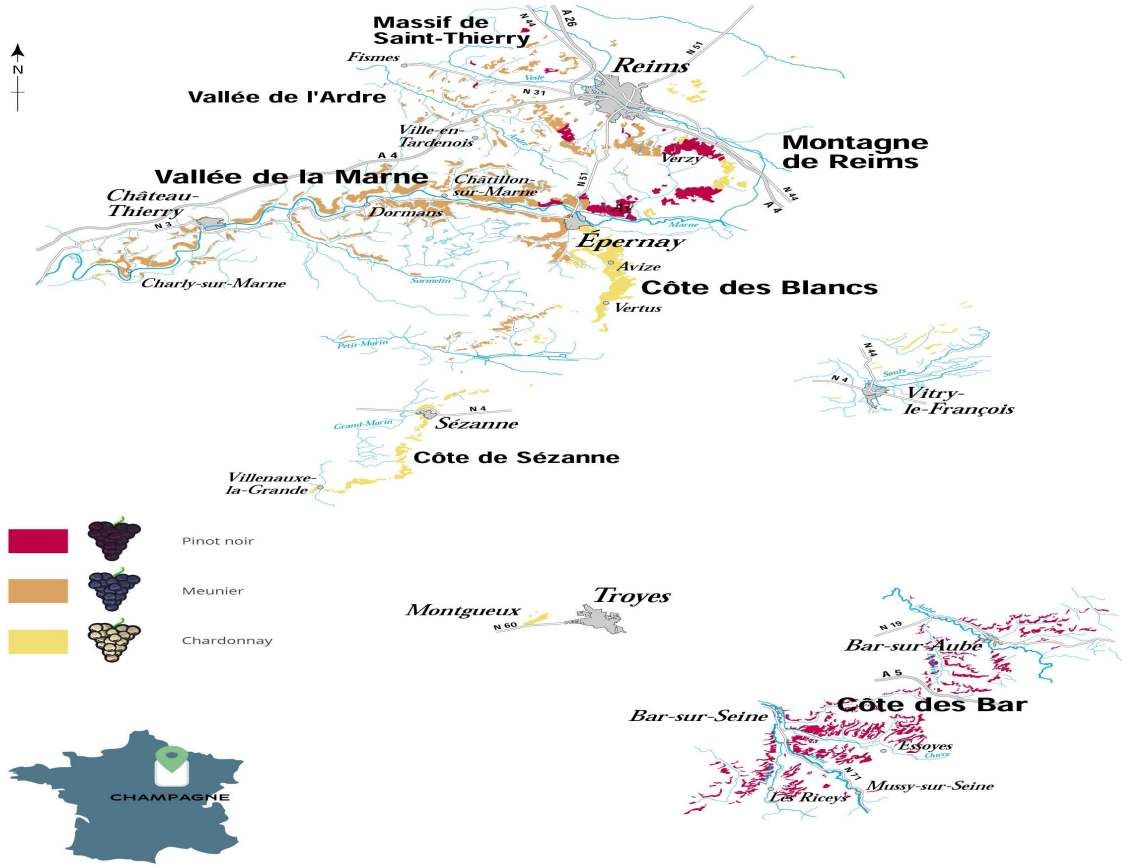 Massif de
Saint-Thierry
N 44
A 26
N 51
N
Fismes
Reims
Vesle
N 31
Vallée de l'Ardre
Ville-en-
Tardenois
Ardre
A 4
Montagne
de Reims
Verzy
Vallée de la Marne
Châtillon-
sur-Marne
N 51
N 44
A 4
Château-
Thierry
N 3
Dormans
Aÿ
Marne
Épernay
Charly-sur-Marne
Surmelin
Avize
Côte des Blancs
Vertus
Petit-Morin
N 44
Saulx
N 4
Vitry-
le-François
N 4
Grand-Morin
Sézanne
Côte de Sézanne
Villenauxe-
la-Grande
Pinot noir
Meunier
Chardonnay
Troyes
Montgueux
N 60
Aube
N 19
Bar-sur-Aube
A 5
Côte des Bar
Bar-sur-Seine
Essoyes
Ource
N 71
Mussy-sur-Seine
Les Riceys
CHAMPAGNE